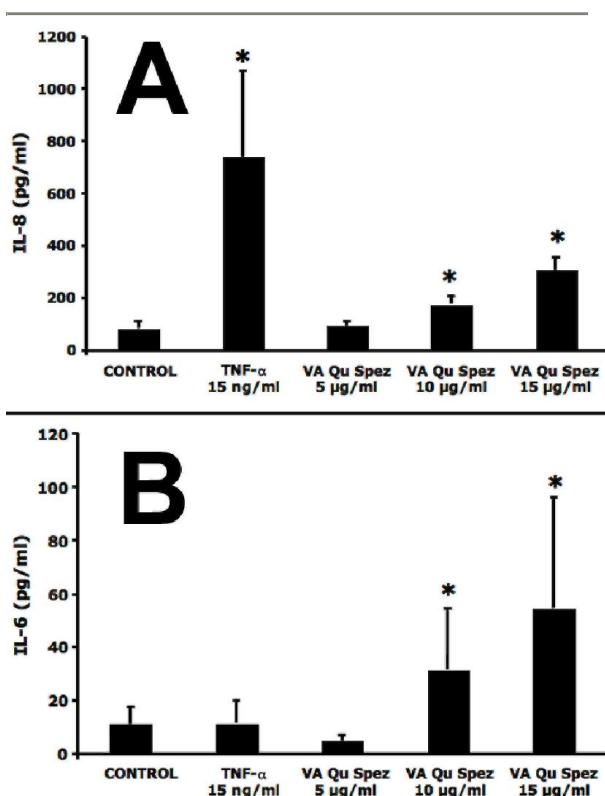 A
1200
1000
800
600
400
200
0
IL-8 (pg/ml)
*
*
*
CONTROL
TNF-α
15 ng/ml
VA Qu Spez
5 µg/ml
VA Qu Spez
10 µg/ml
VA Qu Spez
15 µg/ml
B
120
100
80
60
40
20
0
IL-6 (pg/ml)
*
*
CONTROL
TNF-α
15 ng/ml
VA Qu Spez
5 µg/ml
VA Qu Spez
10 µg/ml
VA Qu Spez
15 µg/ml